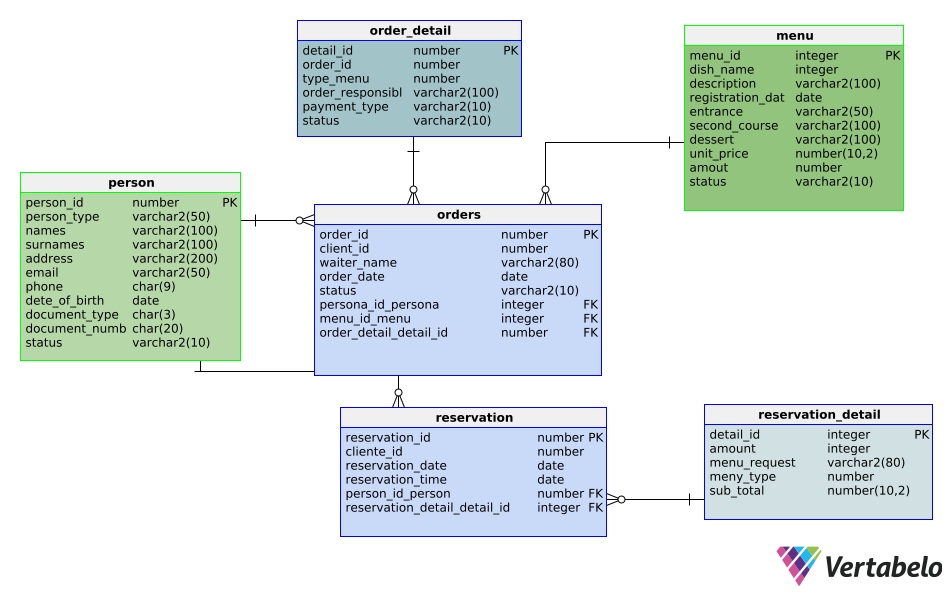 order_detail
detail_id number PK
order_id number
type_menu number
order_responsibl varchar2(100)
payment_type varchar2(10)
status varchar2(10)
menu
menu_id integer PK
dish_name integer
description varchar2(100)
registration_dat date
entrance varchar2(50)
second_course varchar2(100)
dessert varchar2(100)
unit_price number(10,2)
amout number
status varchar2(10)
person
person_id number PK
person_type varchar2(50)
names varchar2(100)
surnames varchar2(100)
address varchar2(200)
email varchar2(50)
phone char(9)
dete_of_birth date
document_type char(3)
document_numb char(20)
status varchar2(10)
orders
order_id number PK
client_id number
waiter_name varchar2(80)
order_date date
status varchar2(10)
persona_id_persona integer FK
menu_id_menu integer FK
order_detail_detail_id number FK
reservation
reservation_id number PK
cliente_id number
reservation_date date
reservation_time date
person_id_person number FK
reservation_detail_detail_id integer FK
reservation_detail
detail_id integer PK
amount integer
menu_request varchar2(80)
meny_type number
sub_total number(10,2)
Vertabelo